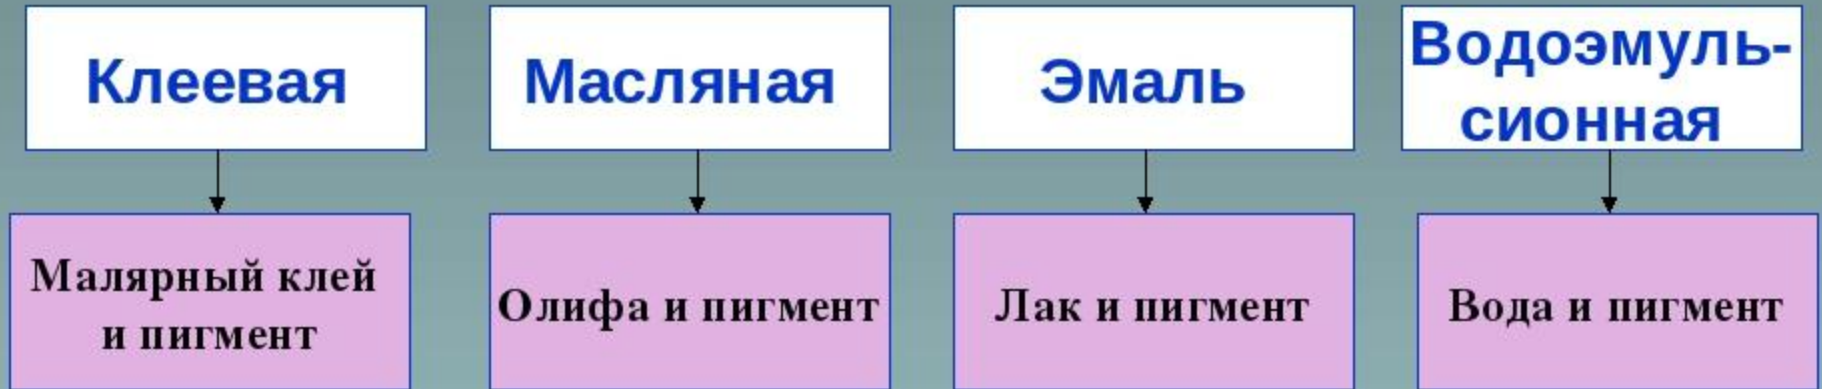 Клеевая
Масляная
Эмаль
Водоэмуль-
сионная
Малярный клей
и пигмент
Олифа и пигмент
Лак и пигмент
Вода и пигмент